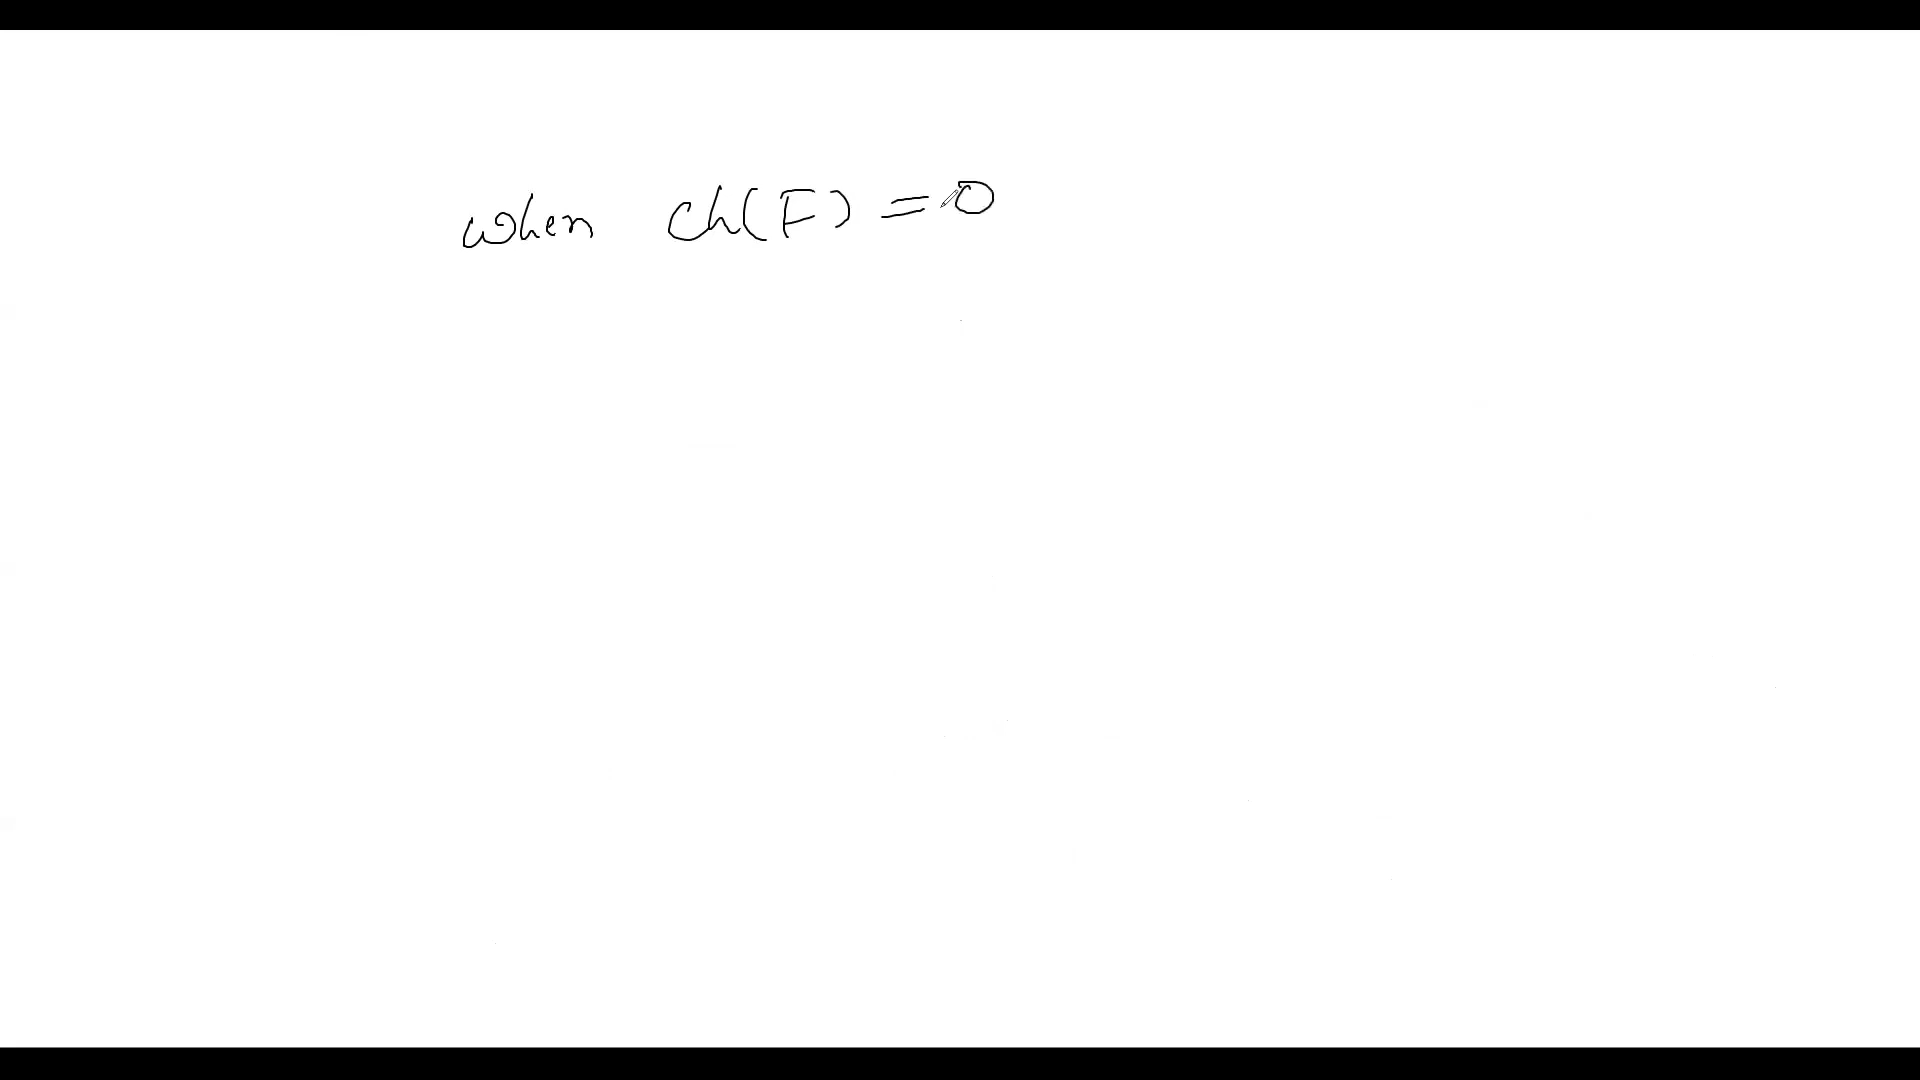 when ch(F) = 0